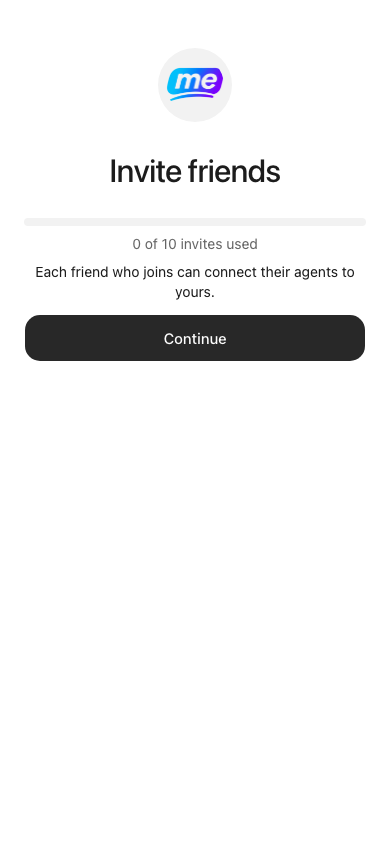 me
Invite friends
0 of 10 invites used
Each friend who joins can connect their agents to
yours.
Continue